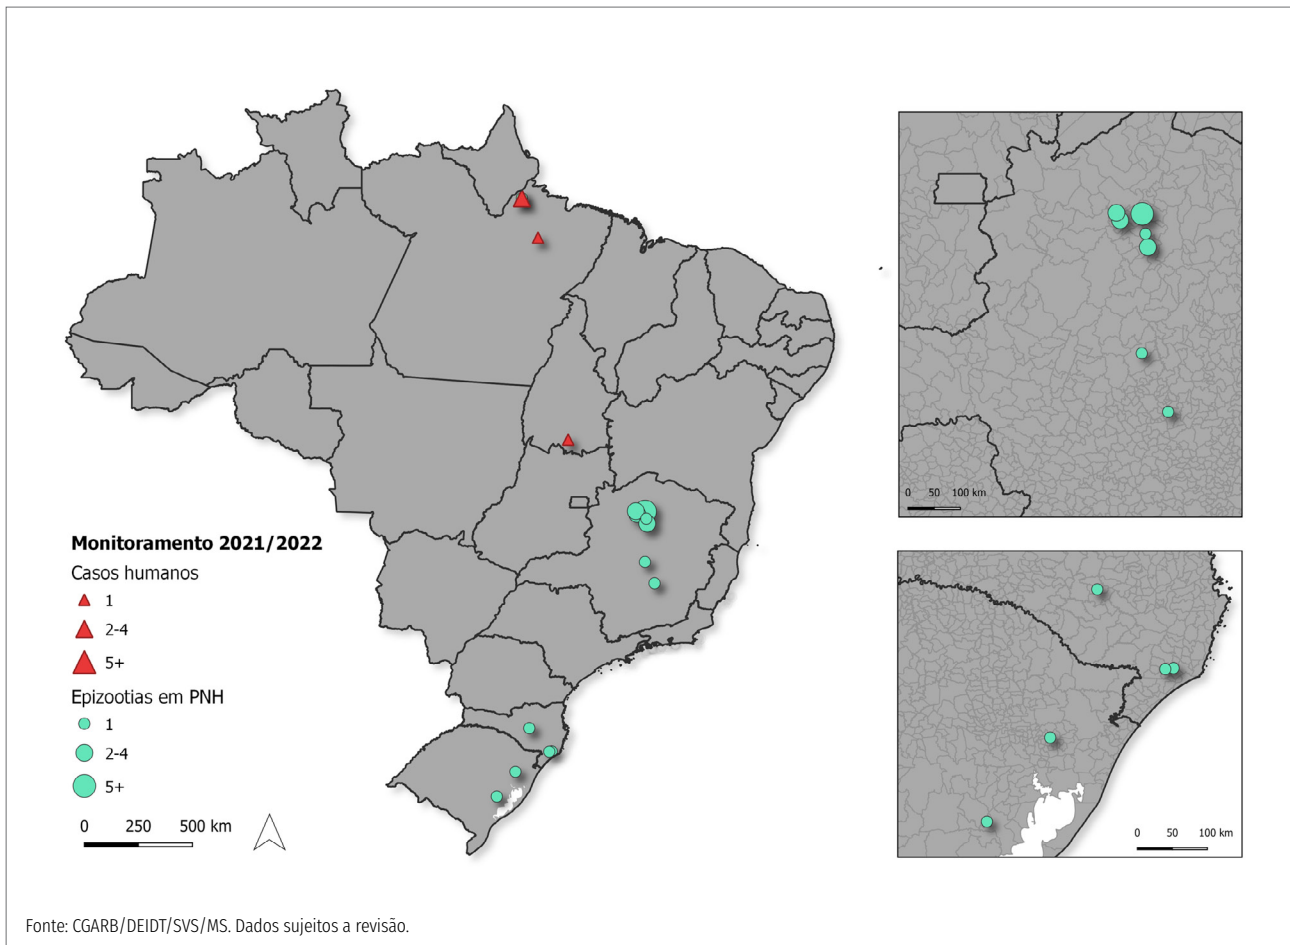 Monitoramento 2021/2022
Casos humanos
1
2-4
5+
Epizootias em PNH
1
2-4
5+
0 250 500 km
0 50 100 km
0 50 100 km
Fonte: CGARB/DEIDT/SVS/MS. Dados sujeitos a revisão.